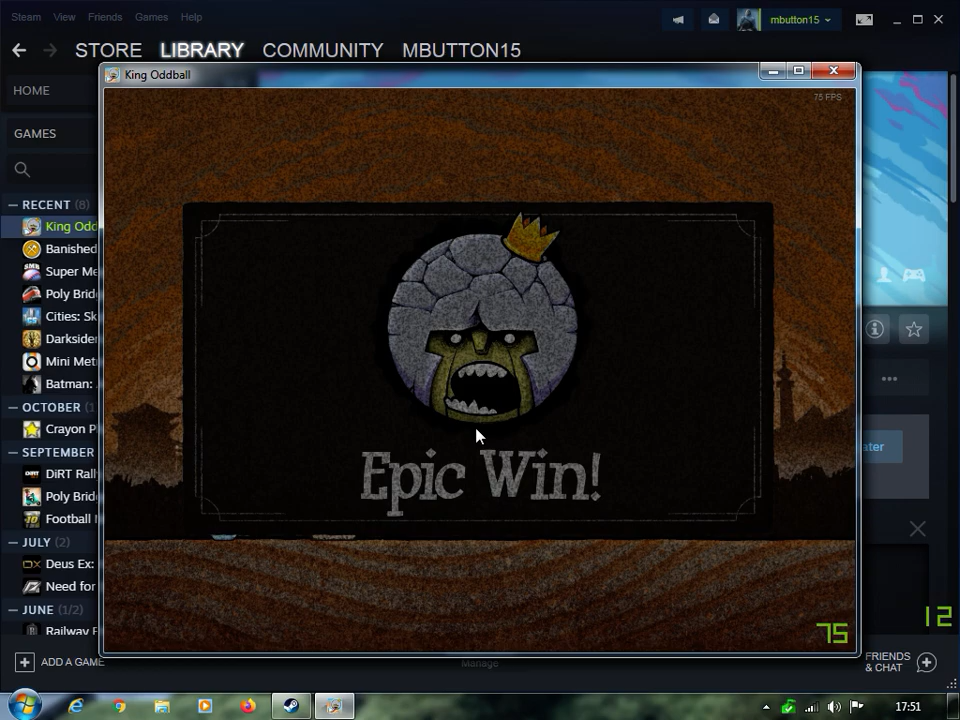 Steam View Friends Games Help
mbutton15
STORE LIBRARY COMMUNITY MBUTTON15
King Oddball
HOME
75 FPS
GAMES
RECENT (8)
King Odd
Banished
Super Me
Poly Bridg
Cities: Sk
Darksider
Mini Metr
Batman:
OCTOBER (1
Crayon P
SEPTEMBER
DiRT Rall
Poly Bridg
Football M
JULY (2)
Deus Ex:
Need for
JUNE (1/2)
Railway E
Epic Win!
ater
12
75
ADD A GAME
Manage
FRIENDS
& CHAT
17:51